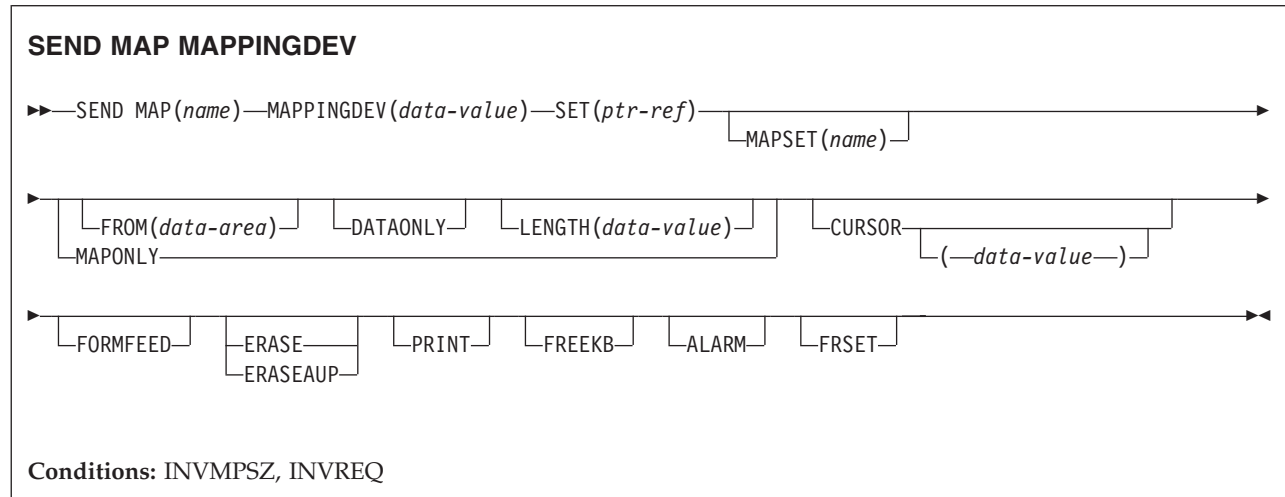 SEND MAP MAPPINGDEV
SEND MAP(name) MAPPINGDEV(data-value) SET(ptr-ref)
MAPSET(name)
FROM(data-area) DATAONLY LENGTH(data-value) CURSOR
MAPONLY (data-value)
FORMFEED ERASE PRINT FREEKB ALARM FRSET
ERASEAUP
Conditions: INVMPSZ, INVREQ